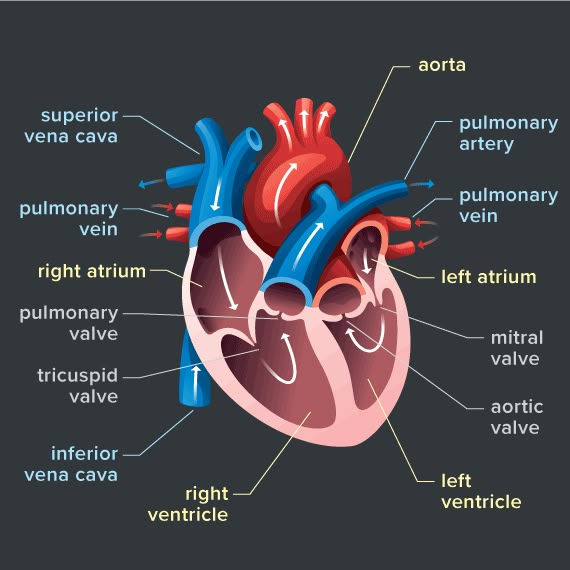 aorta
superior
vena cava
pulmonary
artery
pulmonary
vein
pulmonary
vein
right atrium
left atrium
pulmonary
valve
mitral
valve
tricuspid
valve
aortic
valve
inferior
vena cava
left
ventricle
right
ventricle